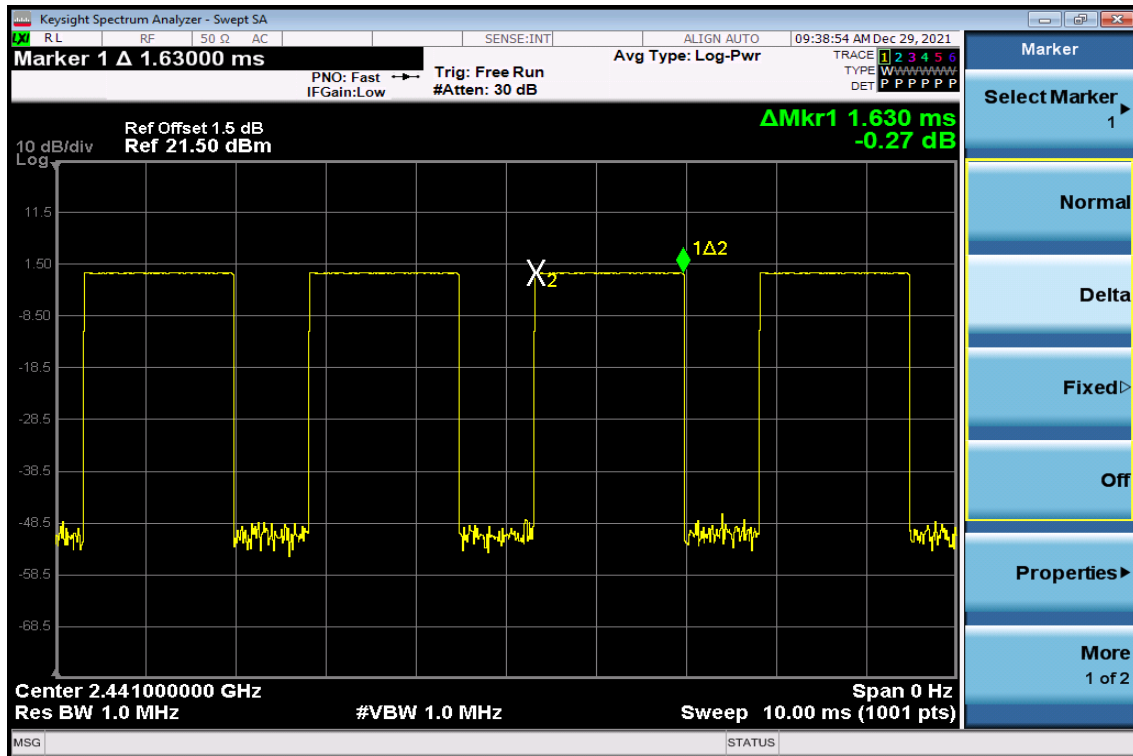 Keysight Spectrum Analyzer - Swept SA
LXI RL RF 50 Ω AC SENSE:INT ALIGN AUTO 09:38:54 AM Dec 29, 2021
Marker 1 Δ 1.63000 ms
PNO: Fast
IFGain:Low
Trig: Free Run
#Atten: 30 dB
Avg Type: Log-Pwr
TRACE 1 2 3 4 5 6
TYPE WWWWWW
DET P P P P P P
ΔMkr1 1.630 ms
-0.27 dB
Ref Offset 1.5 dB
10 dB/div Ref 21.50 dBm
Log
11.5
1.50
-8.50
-18.5
-28.5
-38.5
-48.5
-58.5
-68.5
1Δ2
X2
Center 2.441000000 GHz Span 0 Hz
Res BW 1.0 MHz #VBW 1.0 MHz Sweep 10.00 ms (1001 pts)
MSG STATUS
Marker
Select Marker
1
Normal
Delta
Fixed
Off
Properties
More
1 of 2